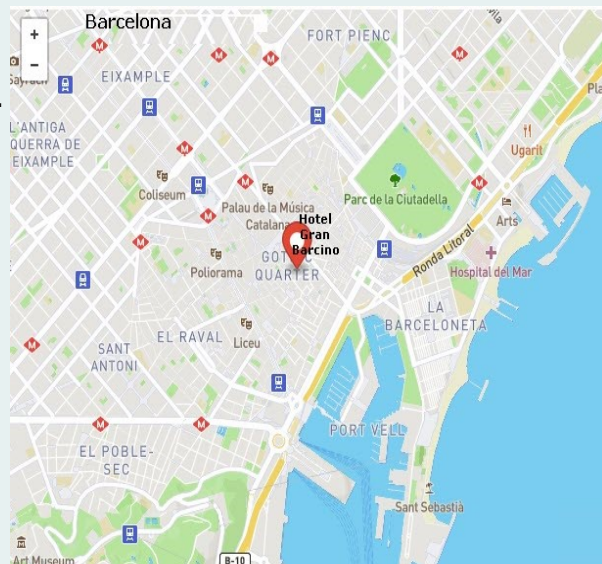 Barcelona
+
−
FORT PIENC
EIXAMPLE
L'ANTIGA
QUERRA DE
EIXAMPLE
Coliseum
Palau de la Música
Catalana
Hotel
Gran
Barcino
Parc de la Ciutadella
Ugarit
Arts
Ronda Litoral
Hospital del Mar
Poliorama
QUARTER
LA
BARCELONETA
EL RAVAL
Liceu
SANT
ANTONI
PORT VELL
EL POBLE-
SEC
Sant Sebastià
Art Museum
B-10
M
M
M
M
M
M
M
M
M
M
M
M